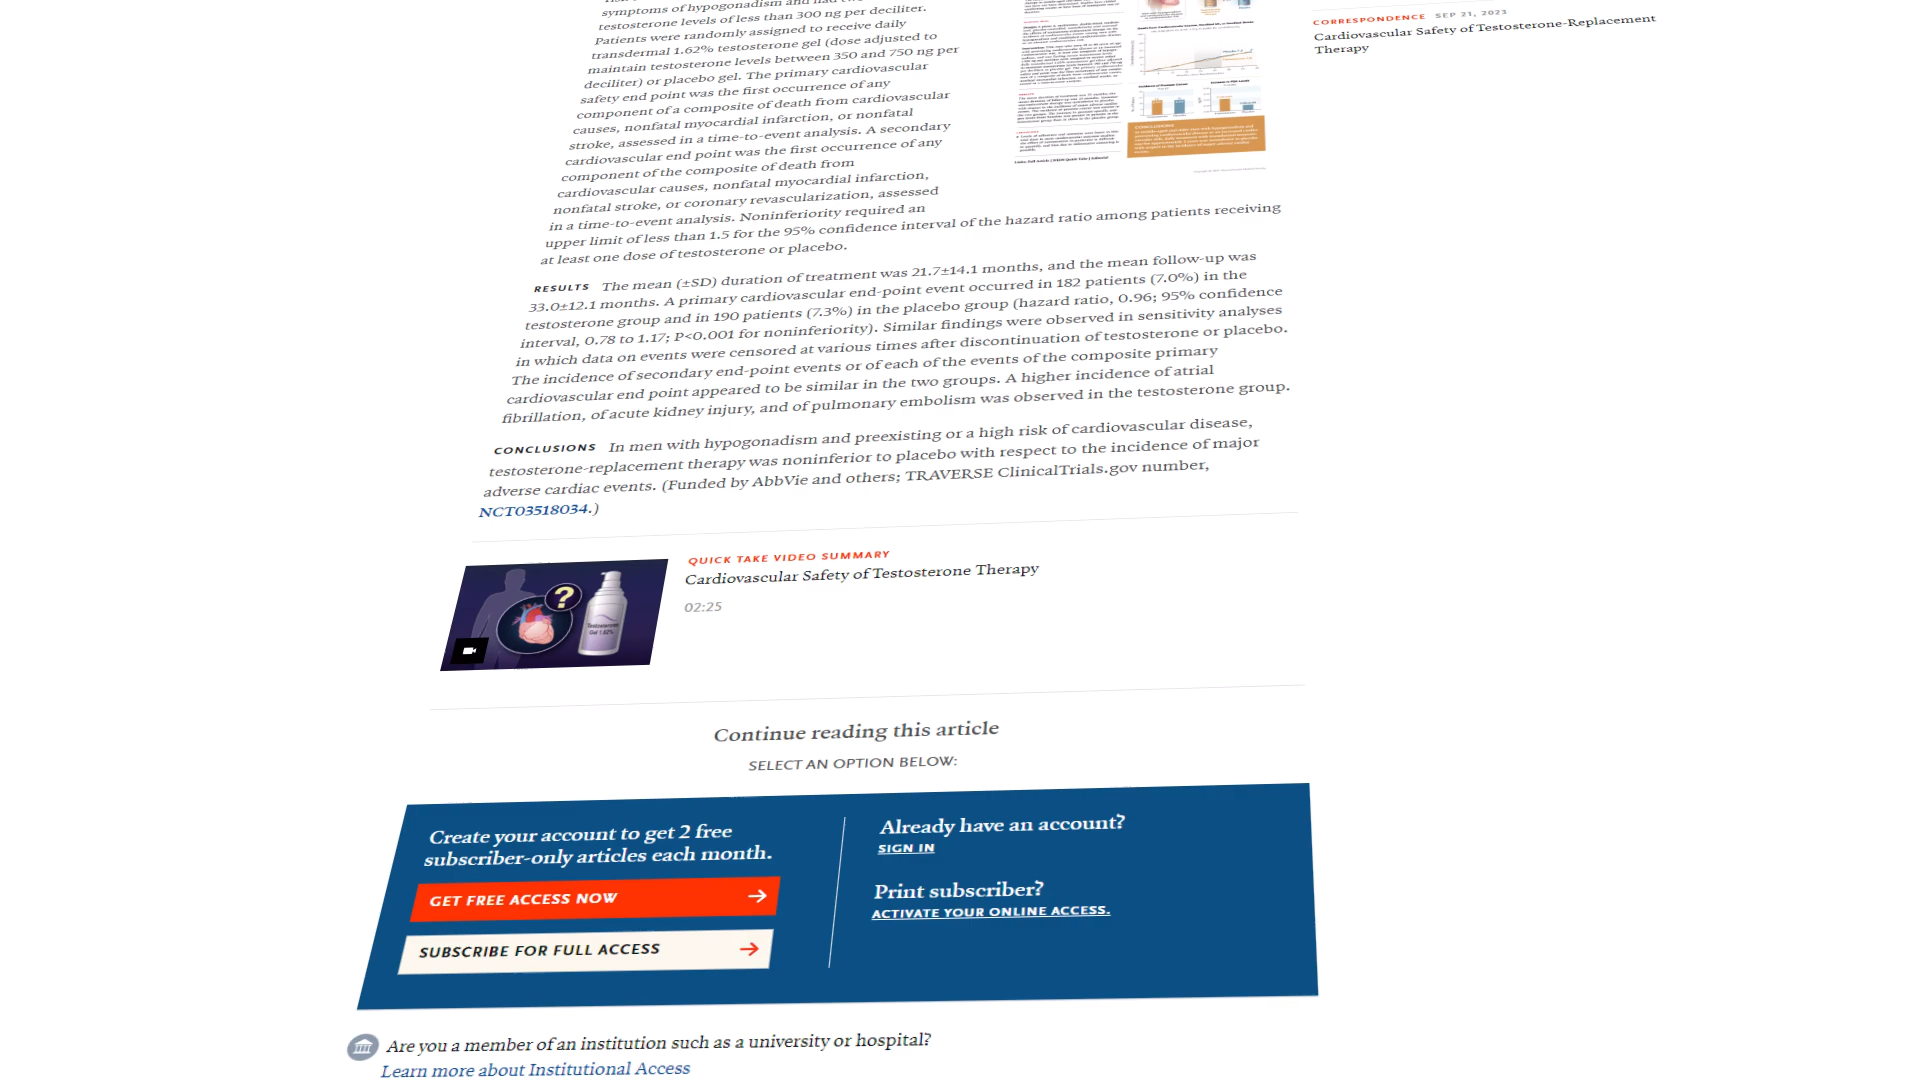 symptoms of hypogonadism and had two
testosterone levels of less than 300 ng per deciliter.
Patients were randomly assigned to receive daily
transdermal 1.62% testosterone gel (dose adjusted to
maintain testosterone levels between 350 and 750 ng per
deciliter) or placebo gel. The primary cardiovascular
safety end point was the first occurrence of any
component of a composite of death from cardiovascular
causes, nonfatal myocardial infarction, or nonfatal
stroke, assessed in a time-to-event analysis. A secondary
cardiovascular end point was the first occurrence of any
component of the composite of death from
cardiovascular causes, nonfatal myocardial infarction,
nonfatal stroke, or coronary revascularization, assessed
in a time-to-event analysis. Noninferiority required an
upper limit of less than 1.5 for the 95% confidence interval of the hazard ratio among patients receiving
at least one dose of testosterone or placebo.
RESULTS The mean (±SD) duration of treatment was 21.7±14.1 months, and the mean follow-up was
33.0±12.1 months. A primary cardiovascular end-point event occurred in 182 patients (7.0%) in the
testosterone group and in 190 patients (7.3%) in the placebo group (hazard ratio, 0.96; 95% confidence
interval, 0.78 to 1.17; P<0.001 for noninferiority). Similar findings were observed in sensitivity analyses
in which data on events were censored at various times after discontinuation of testosterone or placebo.
The incidence of secondary end-point events or of each of the events of the composite primary
cardiovascular end point appeared to be similar in the two groups. A higher incidence of atrial
fibrillation, of acute kidney injury, and of pulmonary embolism was observed in the testosterone group.
CONCLUSIONS In men with hypogonadism and preexisting or a high risk of cardiovascular disease,
testosterone-replacement therapy was noninferior to placebo with respect to the incidence of major
adverse cardiac events. (Funded by AbbVie and others; TRAVERSE ClinicalTrials.gov number,
NCT03518034.)
CORRESPONDENCE SEP 21, 2023
Cardiovascular Safety of Testosterone-Replacement
Therapy
CONCLUSIONS
QUICK TAKE VIDEO SUMMARY
Cardiovascular Safety of Testosterone Therapy
02:25
?
Testosterone
Gel 1.62%
Continue reading this article
SELECT AN OPTION BELOW:
Create your account to get 2 free
subscriber-only articles each month.
GET FREE ACCESS NOW
SUBSCRIBE FOR FULL ACCESS
Already have an account?
SIGN IN
Print subscriber?
ACTIVATE YOUR ONLINE ACCESS.
Are you a member of an institution such as a university or hospital?
Learn more about Institutional Access